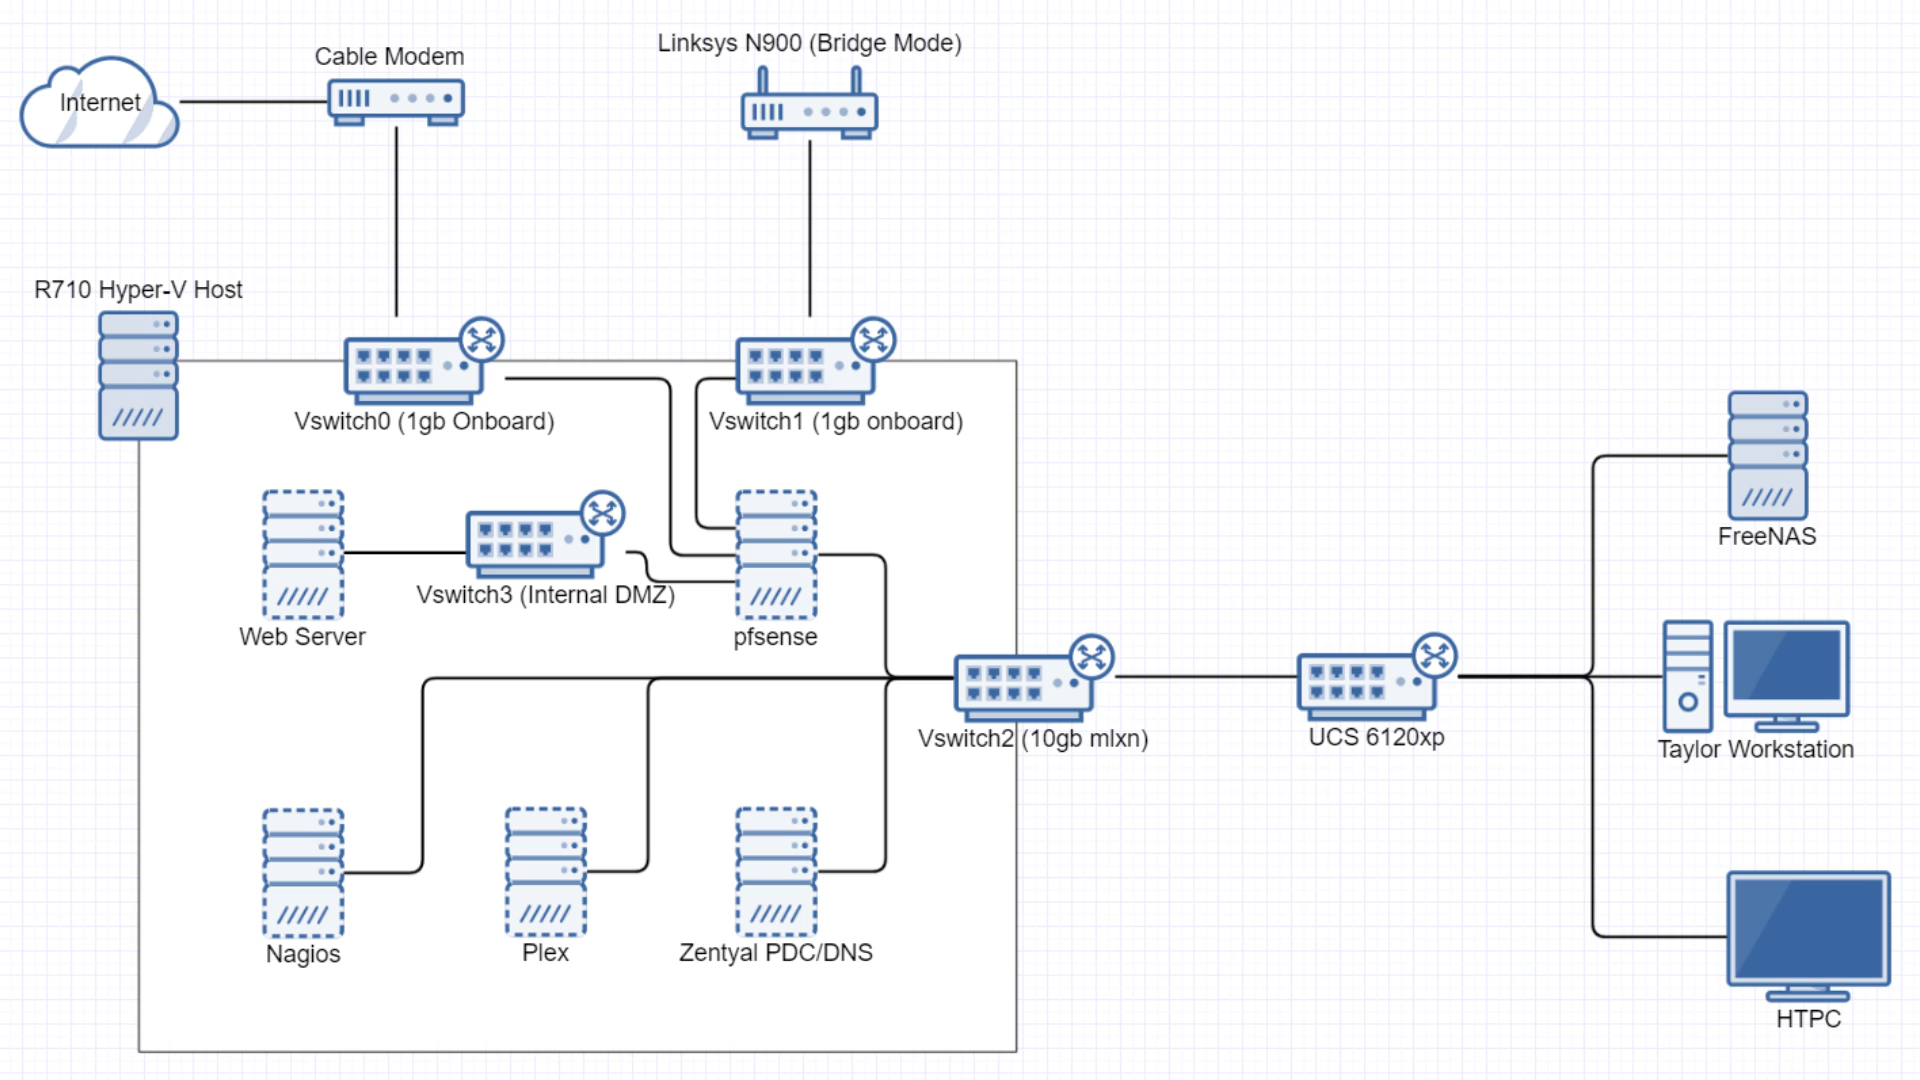 Linksys N900 (Bridge Mode)
Cable Modem
Internet
R710 Hyper-V Host
Vswitch0 (1gb Onboard)
Vswitch1 (1gb onboard)
Vswitch3 (Internal DMZ)
Web Server
pfsense
FreeNAS
Vswitch2 (10gb mlxn)
UCS 6120xp
Taylor Workstation
Nagios
Plex
Zentyal PDC/DNS
HTPC